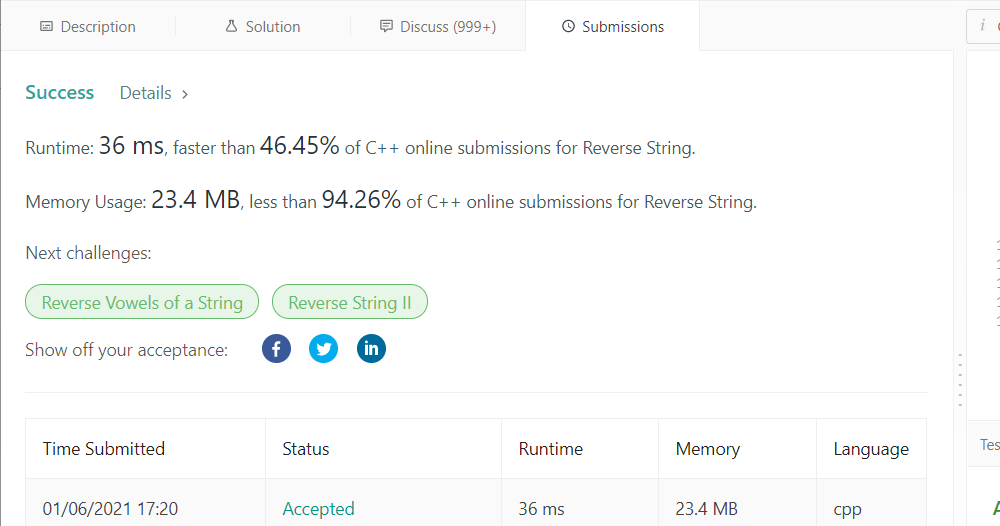 Description Solution Discuss (999+) Submissions
Success Details >
Runtime: 36 ms, faster than 46.45% of C++ online submissions for Reverse String.
Memory Usage: 23.4 MB, less than 94.26% of C++ online submissions for Reverse String.
Next challenges:
Reverse Vowels of a String Reverse String II
Show off your acceptance:
Time Submitted Status Runtime Memory Language
Tes
01/06/2021 17:20 Accepted 36 ms 23.4 MB cpp